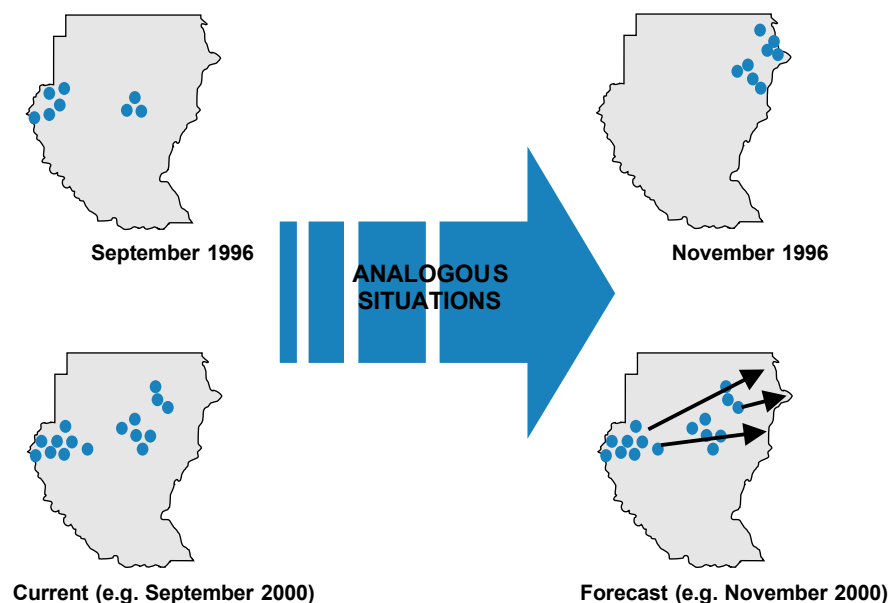 September 1996
November 1996
ANALOGOUS
SITUATIONS
Current (e.g. September 2000)
Forecast (e.g. November 2000)